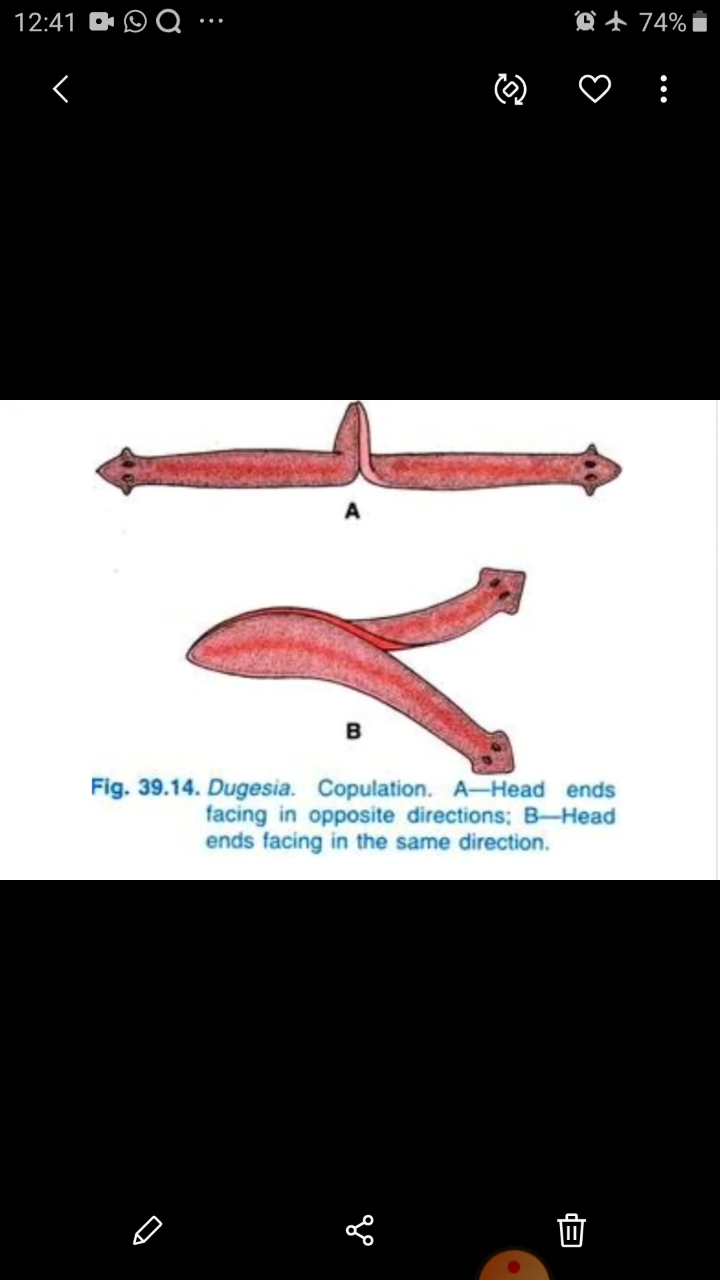 12:41 74%
A
B
Fig. 39.14. Dugesia. Copulation. A—Head ends
facing in opposite directions; B—Head
ends facing in the same direction.